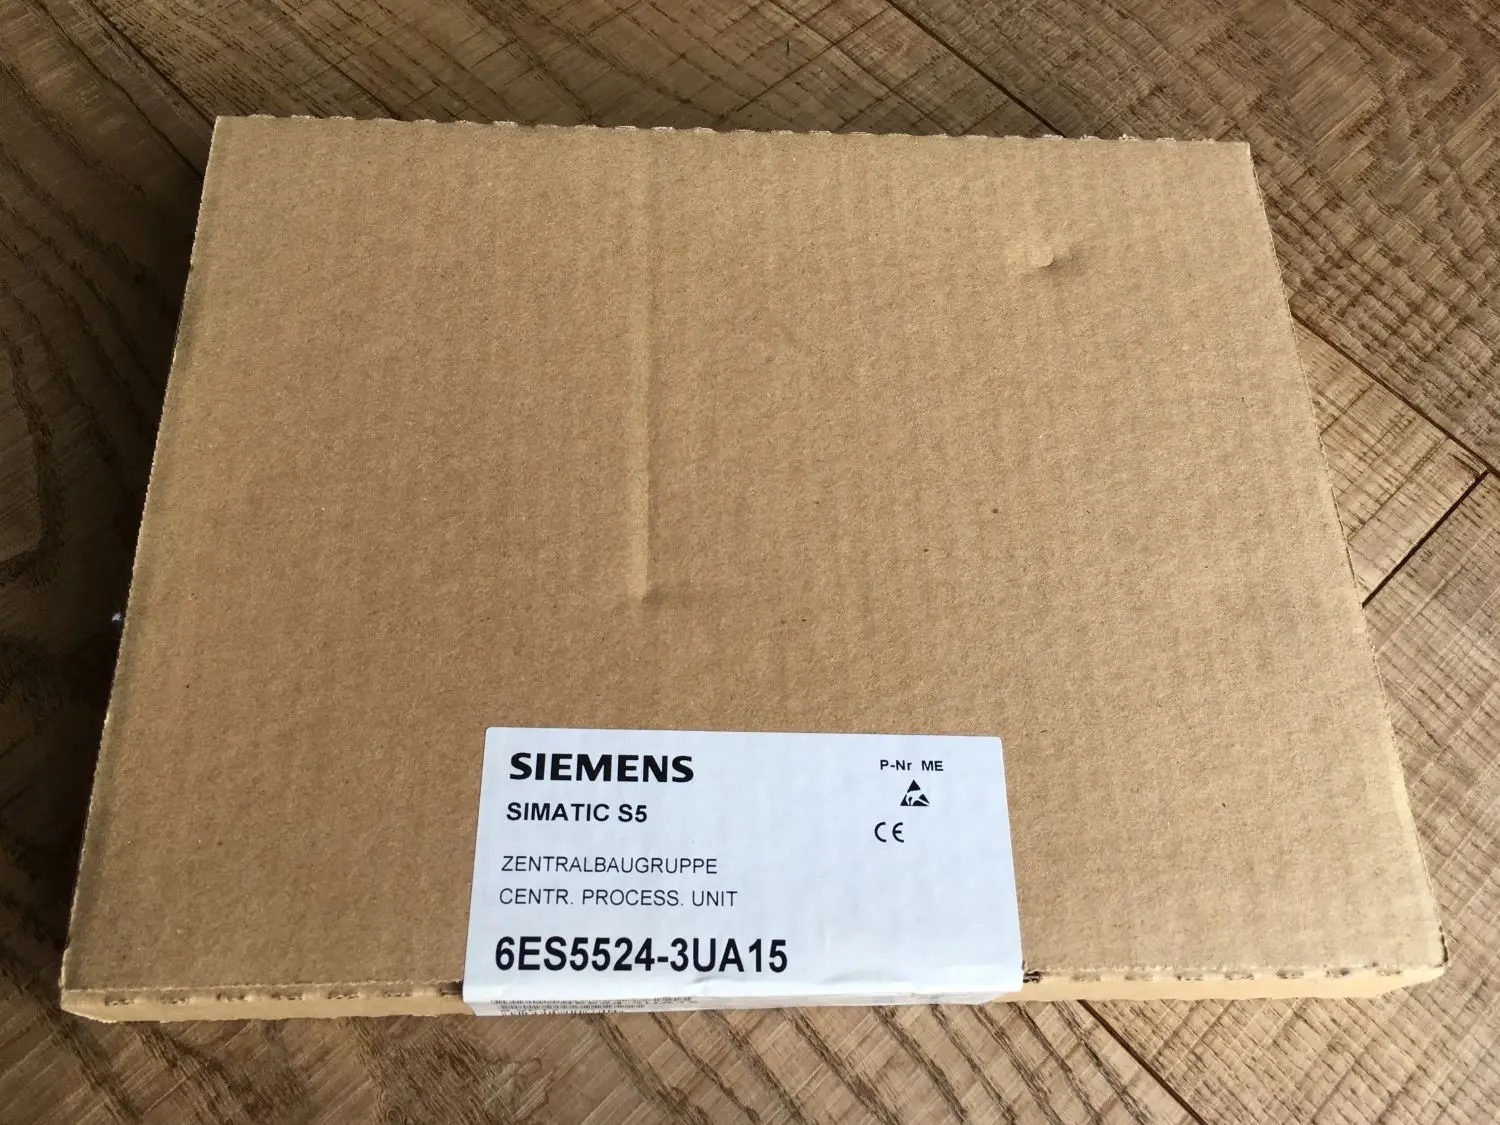 SIEMENS
P-Nr ME
SIMATIC S5
CE
ZENTRALBAUGRUPPE
CENTR. PROCESS. UNIT
6ES5524-3UA15